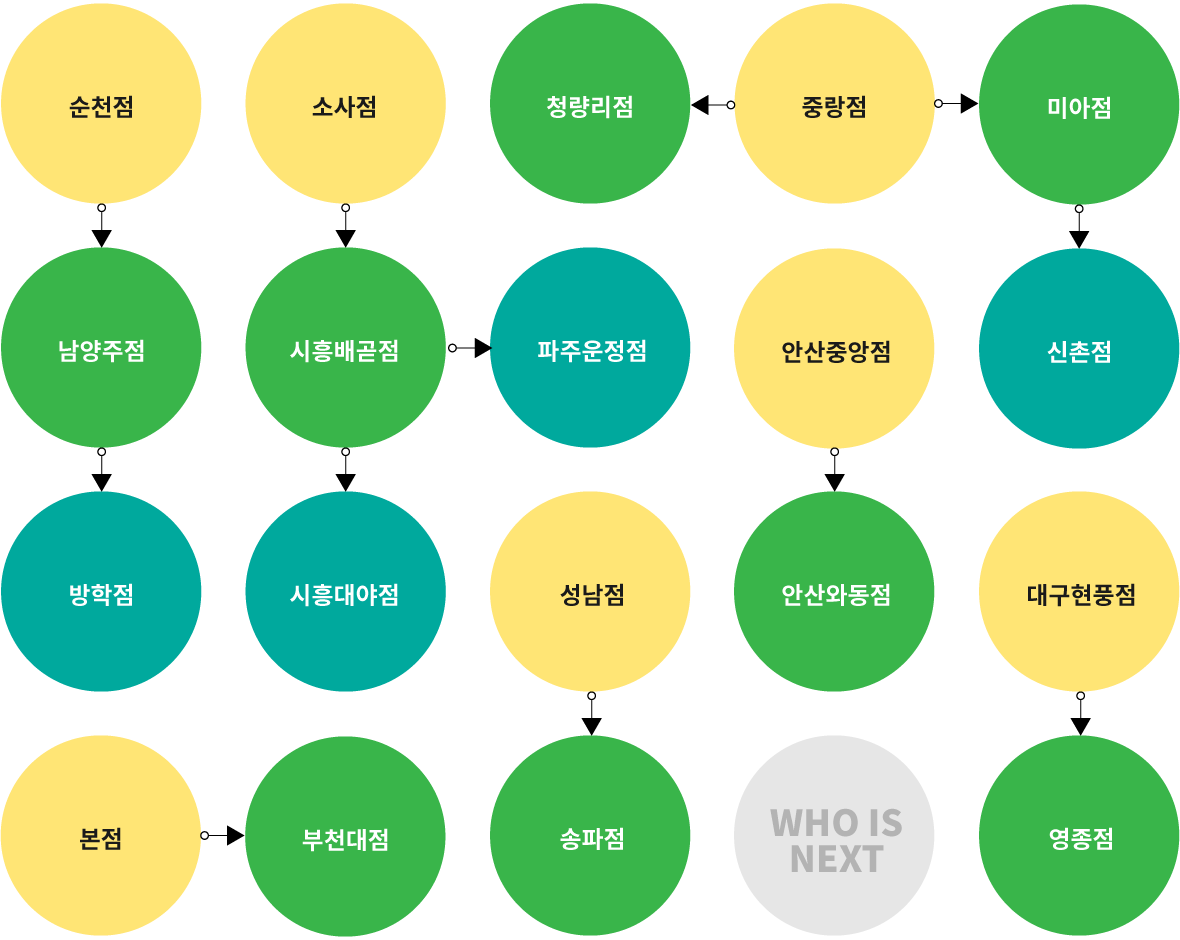 순천점
소사점
청량리점
중랑점
미아점
남양주점
시흥배곧점
파주운정점
안산중앙점
신촌점
방학점
시흥대야점
성남점
안산와동점
대구현풍점
본점
부천대점
송파점
WHO IS
NEXT
영종점